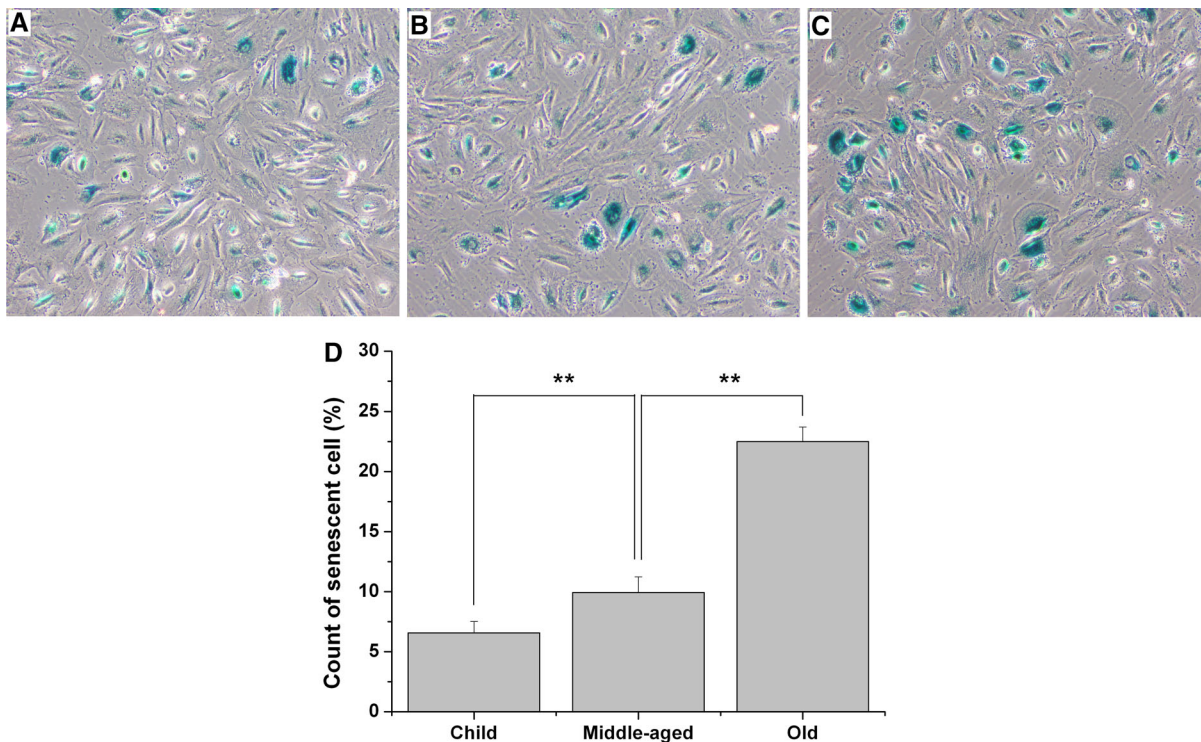 A
B
C
D
Count of senescent cell (%)
30
25
20
15
10
5
0
**
**
Child
Middle-aged
Old